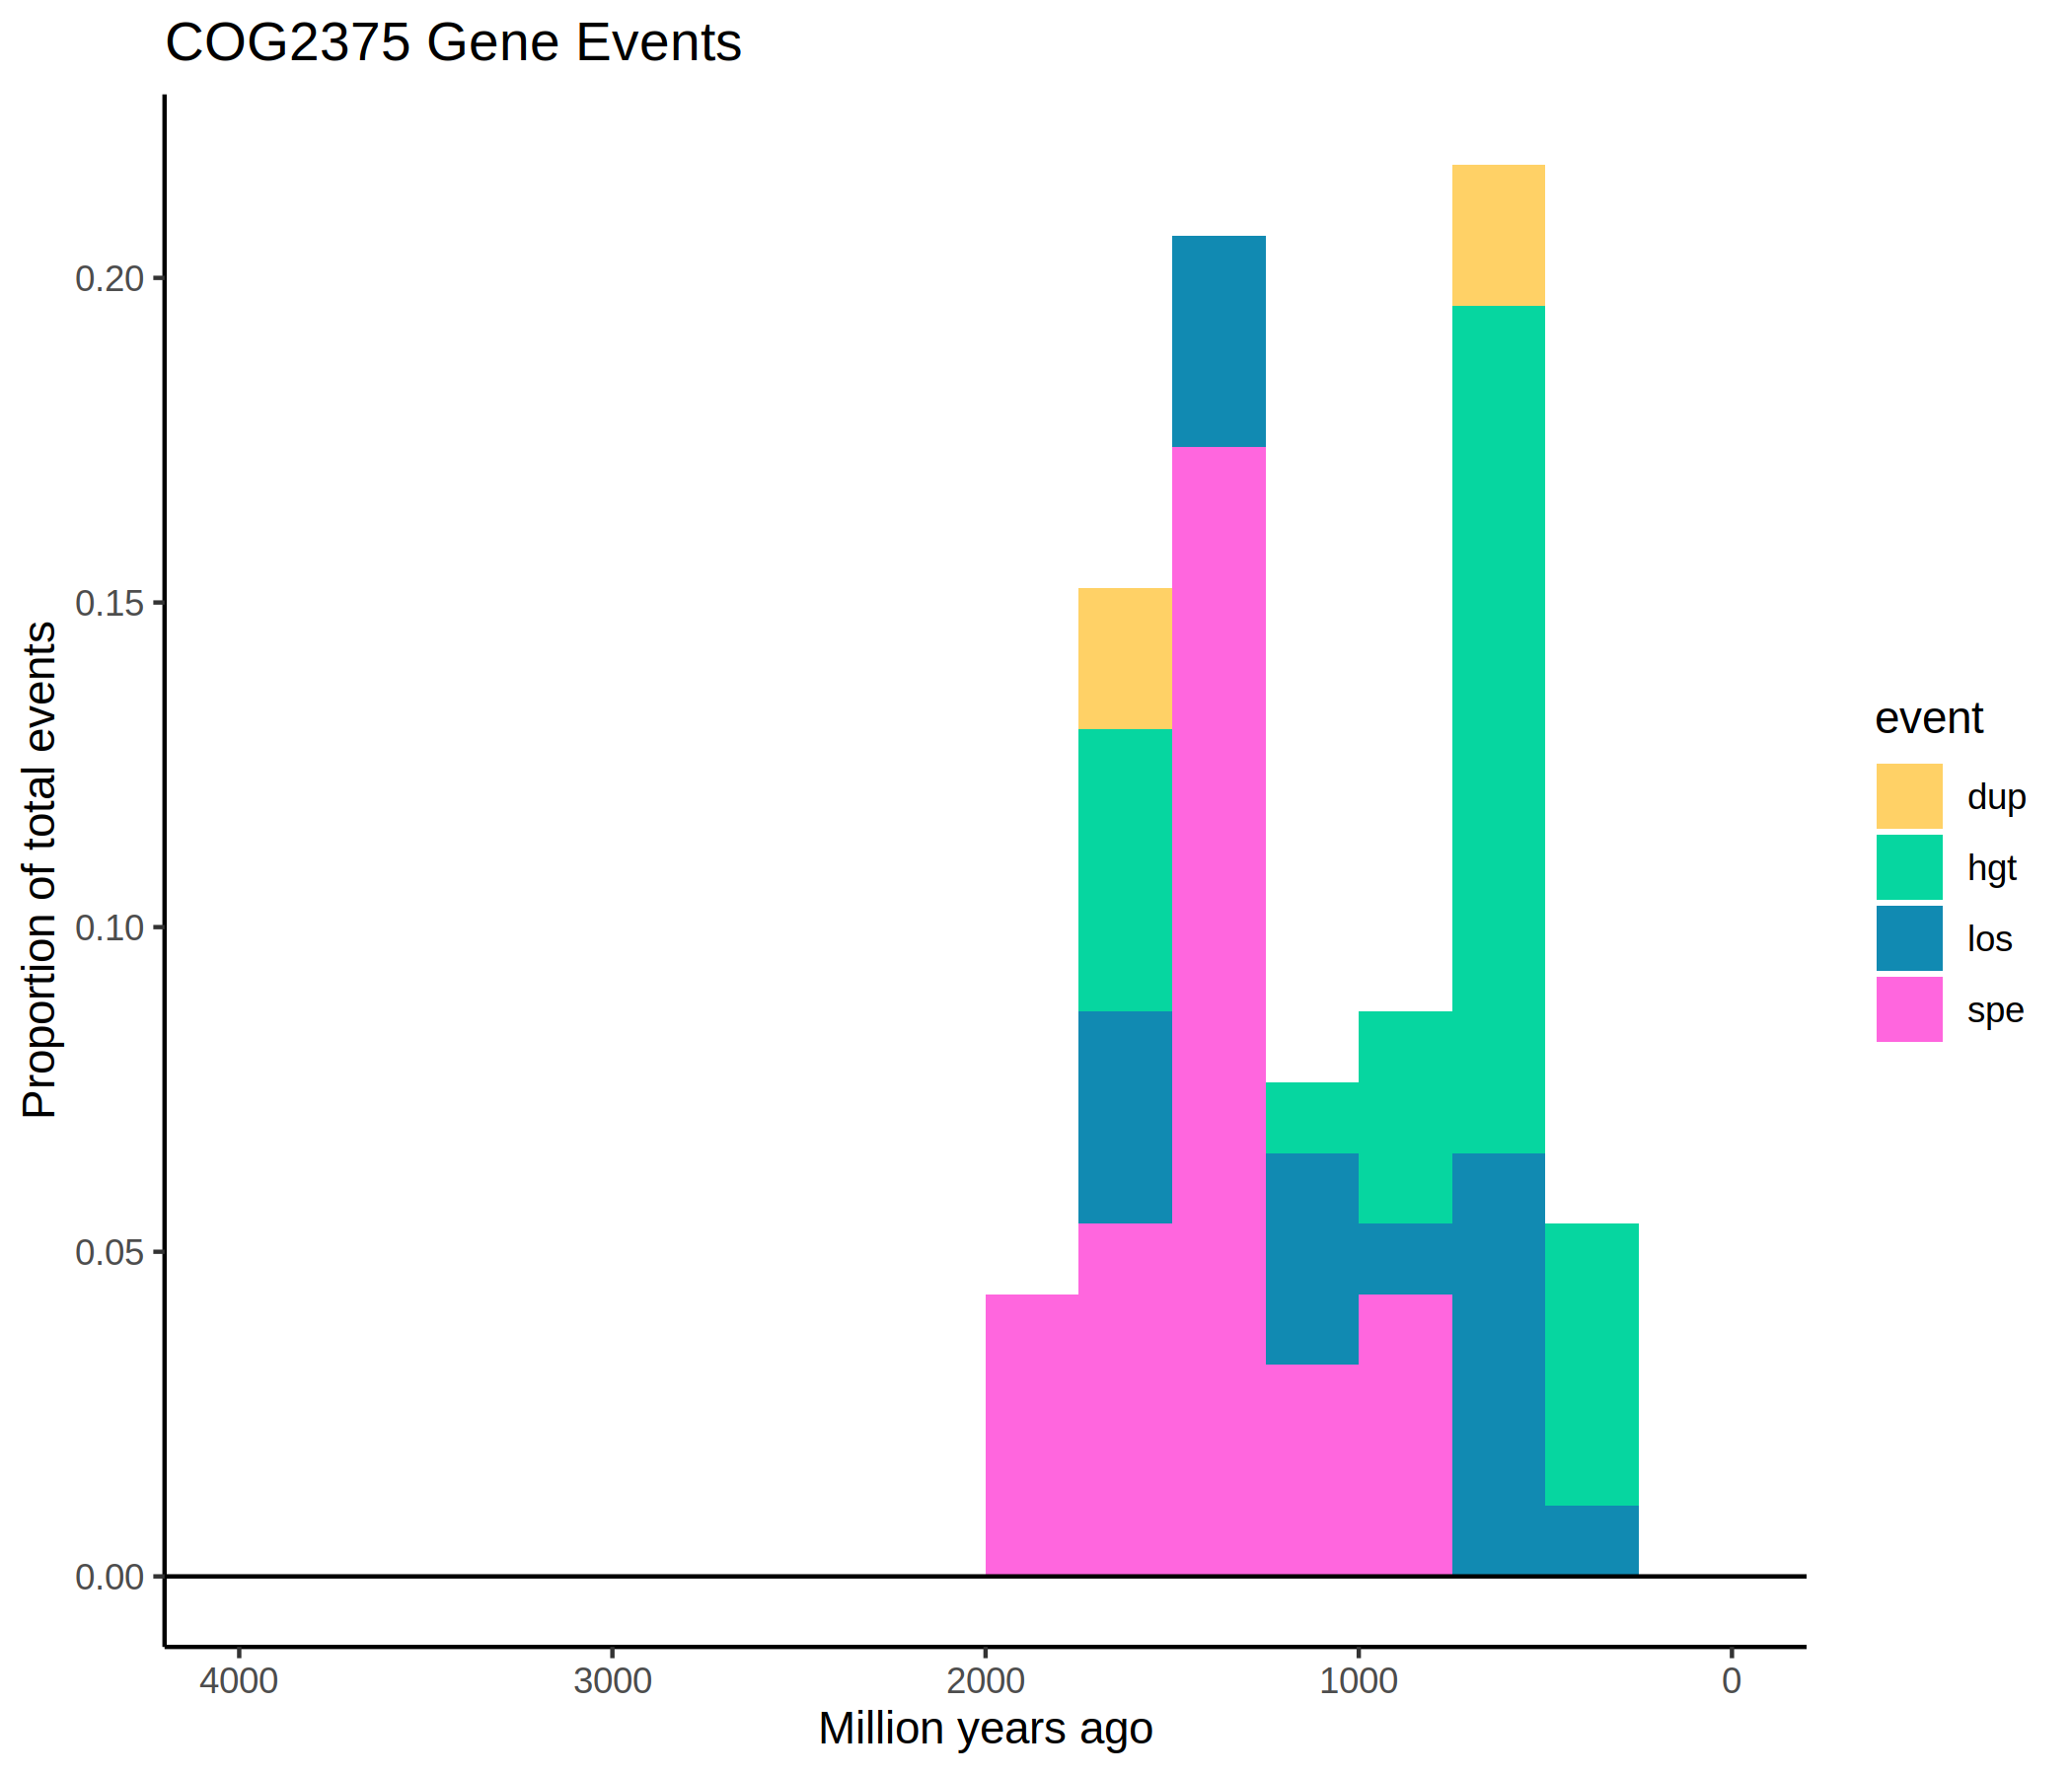 COG2375 Gene Events
Proportion of total events
0.20
0.15
0.10
0.05
0.00
4000 3000 2000 1000 0
Million years ago
event
dup
hgt
los
spe